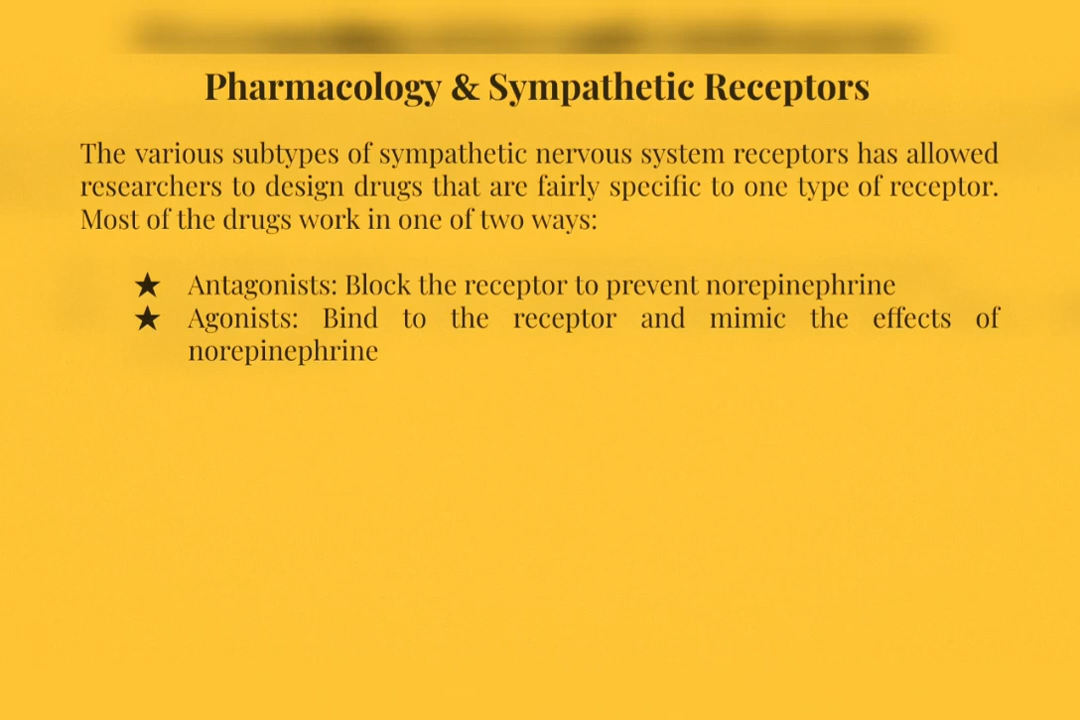 Pharmacology & Sympathetic Receptors
The various subtypes of sympathetic nervous system receptors has allowed
researchers to design drugs that are fairly specific to one type of receptor.
Most of the drugs work in one of two ways:
★ Antagonists: Block the receptor to prevent norepinephrine
★ Agonists: Bind to the receptor and mimic the effects of
norepinephrine